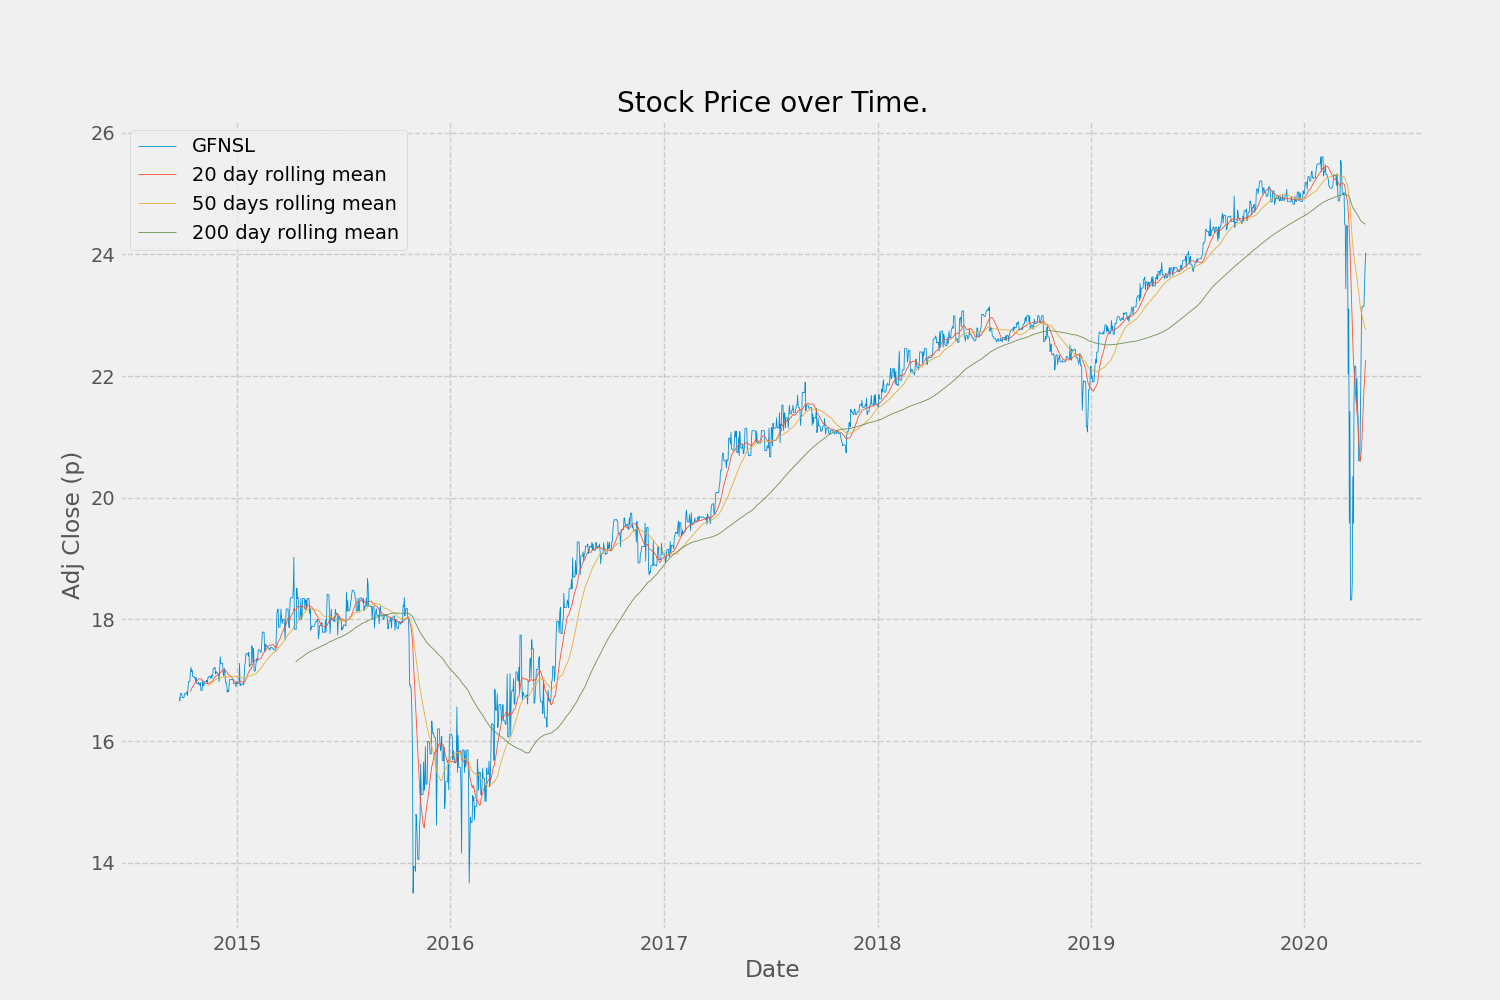 Stock Price over Time.
26
24
22
20
18
16
14
Adj Close (p)
GFNSL
20 day rolling mean
50 days rolling mean
200 day rolling mean
2015
2016
2017
2018
2019
2020
Date